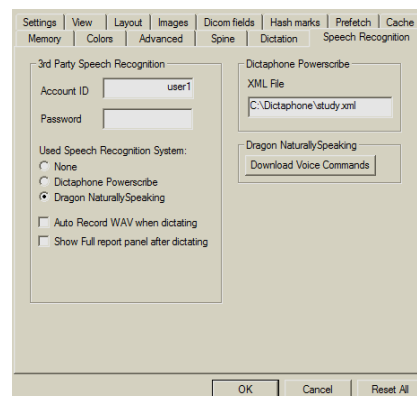 Settings View Layout Images Dicom fields Hash marks Prefetch Cache
Memory Colors Advanced Spine Dictation Speech Recognition
3rd Party Speech Recognition
Account ID user1
Password
Used Speech Recognition System:
None
Dictaphone Powerscribe
Dragon NaturallySpeaking
Auto Record WAV when dictating
Show Full report panel after dictating
Dictaphone Powerscribe
XML File
C:\Dictaphone\study.xml
Dragon NaturallySpeaking
Download Voice Commands
OK Cancel Reset All